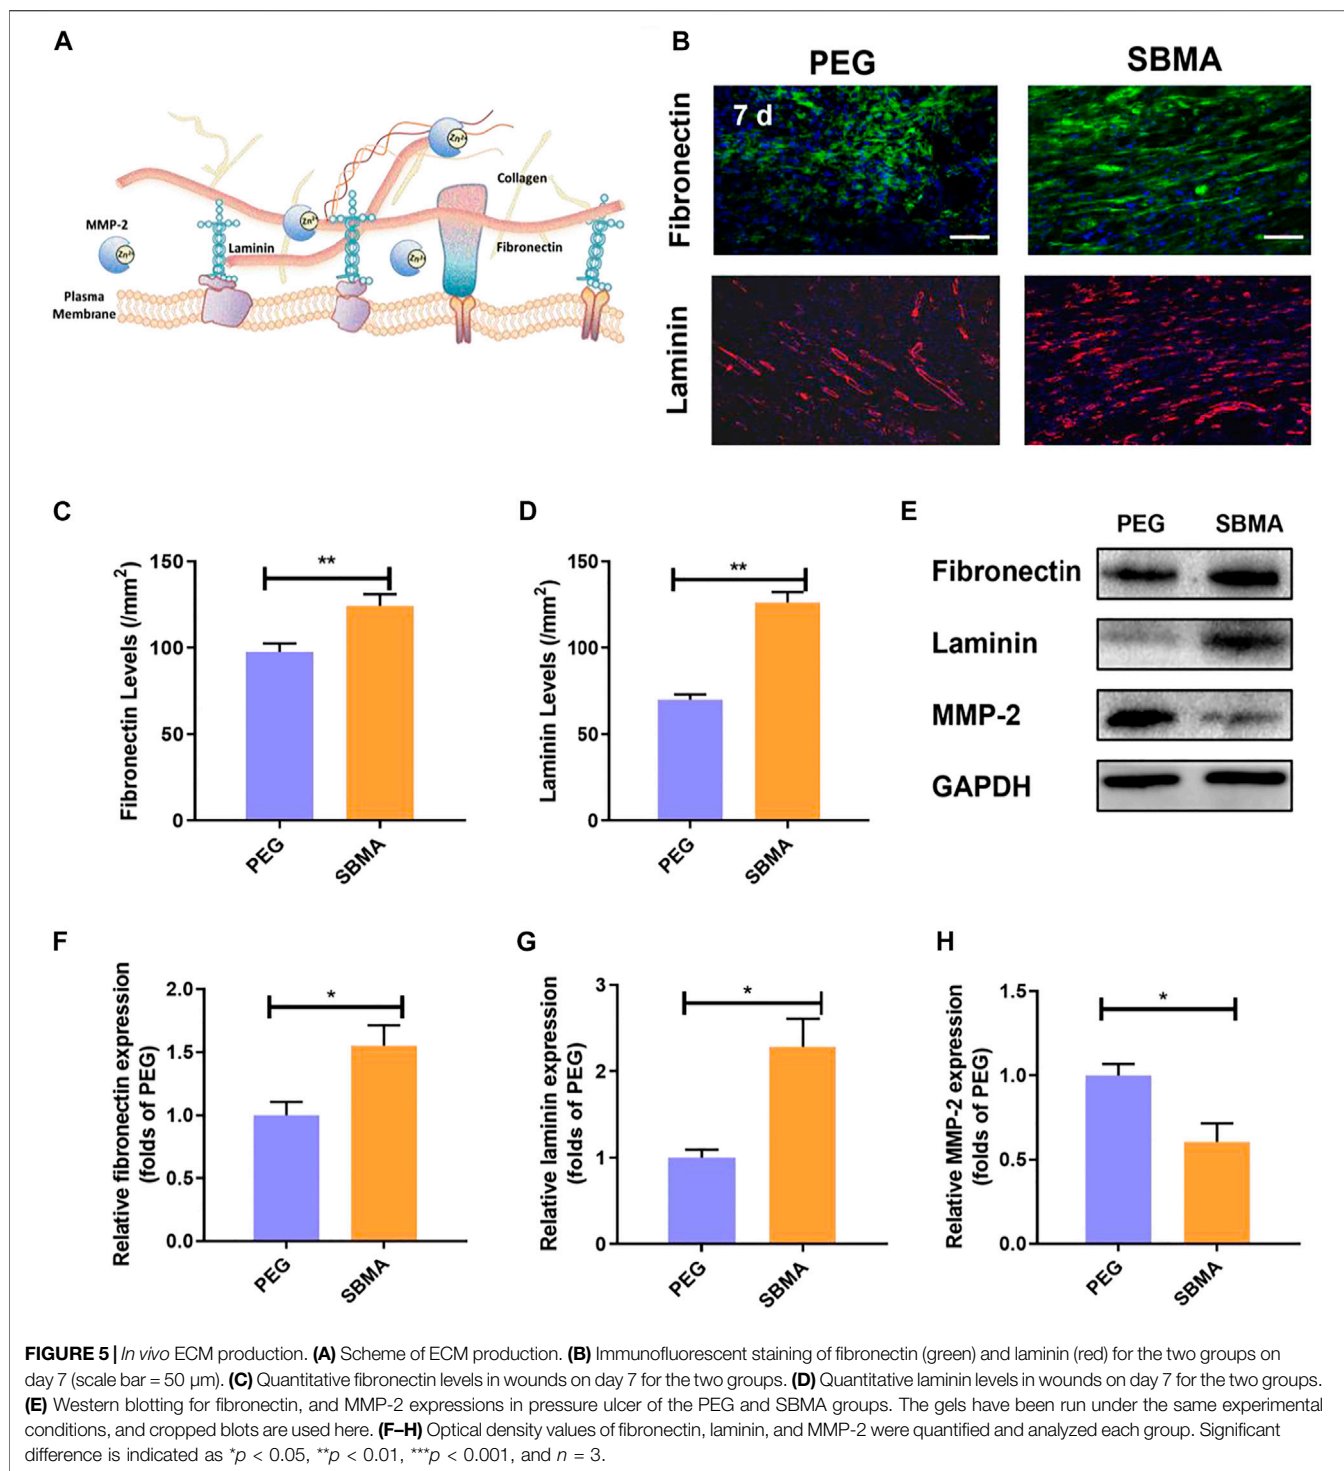 A
MMP-2
Zn²⁺
Plasma
Membrane
Laminin
Zn²⁺
Zn²⁺
Zn²⁺
Collagen
Fibronectin
B
PEG
SBMA
Fibronectin
7 d
Laminin
C
Fibronectin Levels (/mm²)
150
100
50
0
**
PEG
SBMA
D
Laminin Levels (/mm²)
150
100
50
0
**
PEG
SBMA
E
PEG
SBMA
Fibronectin
Laminin
MMP-2
GAPDH
F
Relative fibronectin expression
(folds of PEG)
2.0
1.5
1.0
0.5
0.0
*
PEG
SBMA
G
Relative laminin expression
(folds of PEG)
3
2
1
0
*
PEG
SBMA
H
Relative MMP-2 expression
(folds of PEG)
1.5
1.0
0.5
0.0
*
PEG
SBMA
FIGURE 5 | In vivo ECM production. (A) Scheme of ECM production. (B) Immunofluorescent staining of fibronectin (green) and laminin (red) for the two groups on
day 7 (scale bar = 50 μm). (C) Quantitative fibronectin levels in wounds on day 7 for the two groups. (D) Quantitative laminin levels in wounds on day 7 for the two groups.
(E) Western blotting for fibronectin, and MMP-2 expressions in pressure ulcer of the PEG and SBMA groups. The gels have been run under the same experimental
conditions, and cropped blots are used here. (F–H) Optical density values of fibronectin, laminin, and MMP-2 were quantified and analyzed each group. Significant
difference is indicated as *p < 0.05, **p < 0.01, ***p < 0.001, and n = 3.